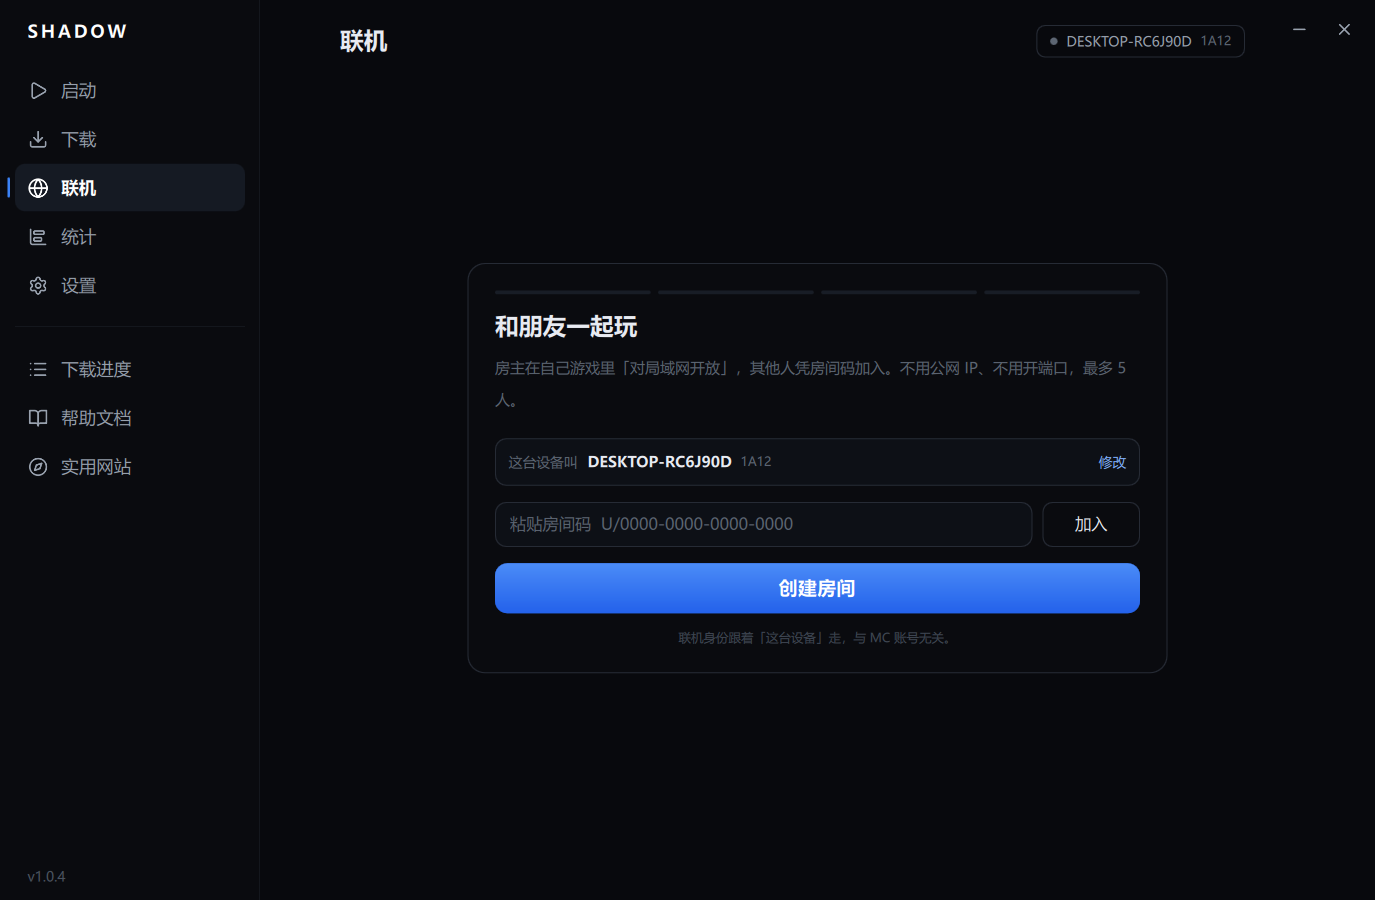 SHADOW
启动
下载
联机
统计
设置
下载进度
帮助文档
实用网站
v1.0.4
联机
DESKTOP-RC6J90D 1A12
和朋友一起玩
房主在自己游戏里「对局域网开放」，其他人凭房间码加入。不用公网 IP、不用开端口，最多 5
人。
这台设备叫 DESKTOP-RC6J90D 1A12 修改
粘贴房间码 U/0000-0000-0000-0000 加入
创建房间
联机身份跟着「这台设备」走，与 MC 账号无关。